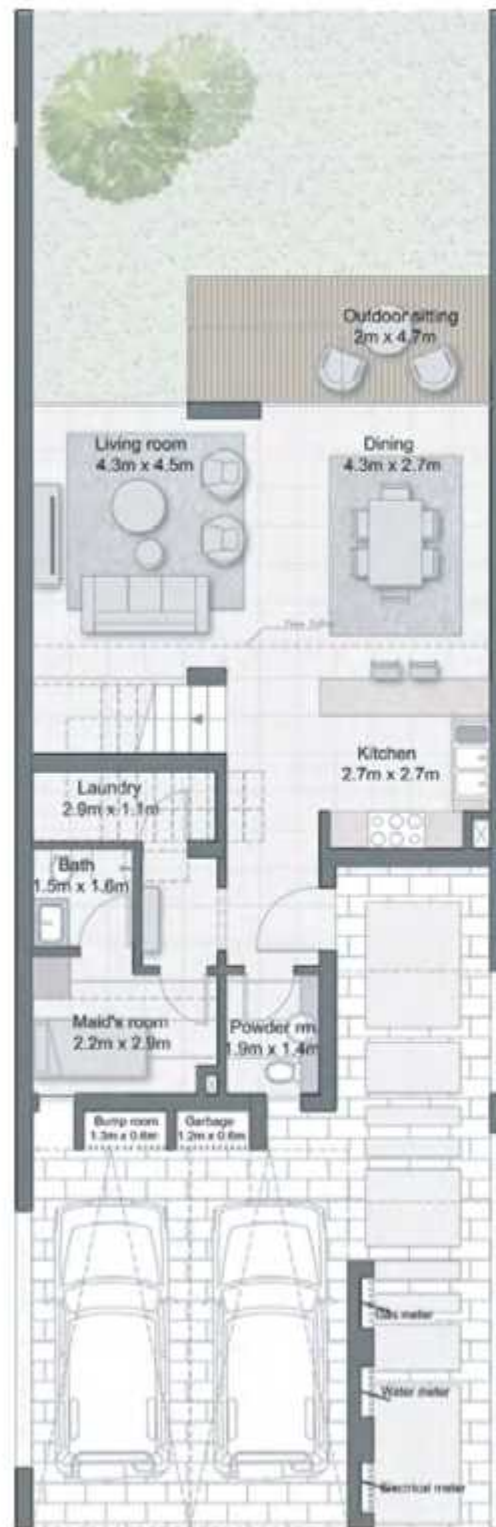 Outdoor sitting
2m x 4.7m
Living room
4.3m x 4.5m
Dining
4.3m x 2.7m
Kitchen
2.7m x 2.7m
Laundry
2.9m x 1.1m
Bath
1.5m x 1.6m
Maid's room
2.2m x 2.9m
Powder rm.
1.9m x 1.4m
Bump room
1.3m x 0.6m
Garbage
1.2m x 0.6m
Gas meter
Water meter
Electrical meter